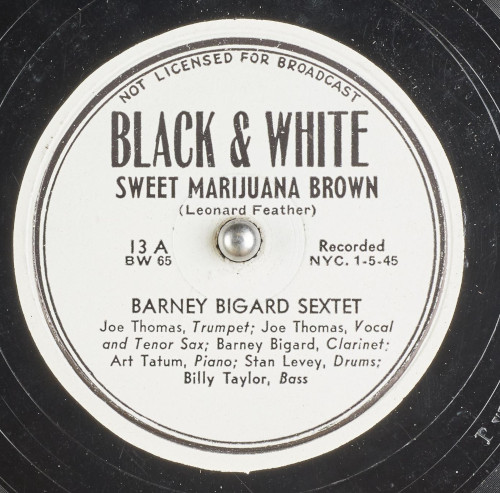 NOT LICENSED FOR BROADCAST
BLACK & WHITE
SWEET MARIJUANA BROWN
(Leonard Feather)
13 A
BW 65
Recorded
NYC. 1-5-45
BARNEY BIGARD SEXTET
Joe Thomas, Trumpet; Joe Thomas, Vocal
and Tenor Sax; Barney Bigard, Clarinet;
Art Tatum, Piano; Stan Levey, Drums;
Billy Taylor, Bass